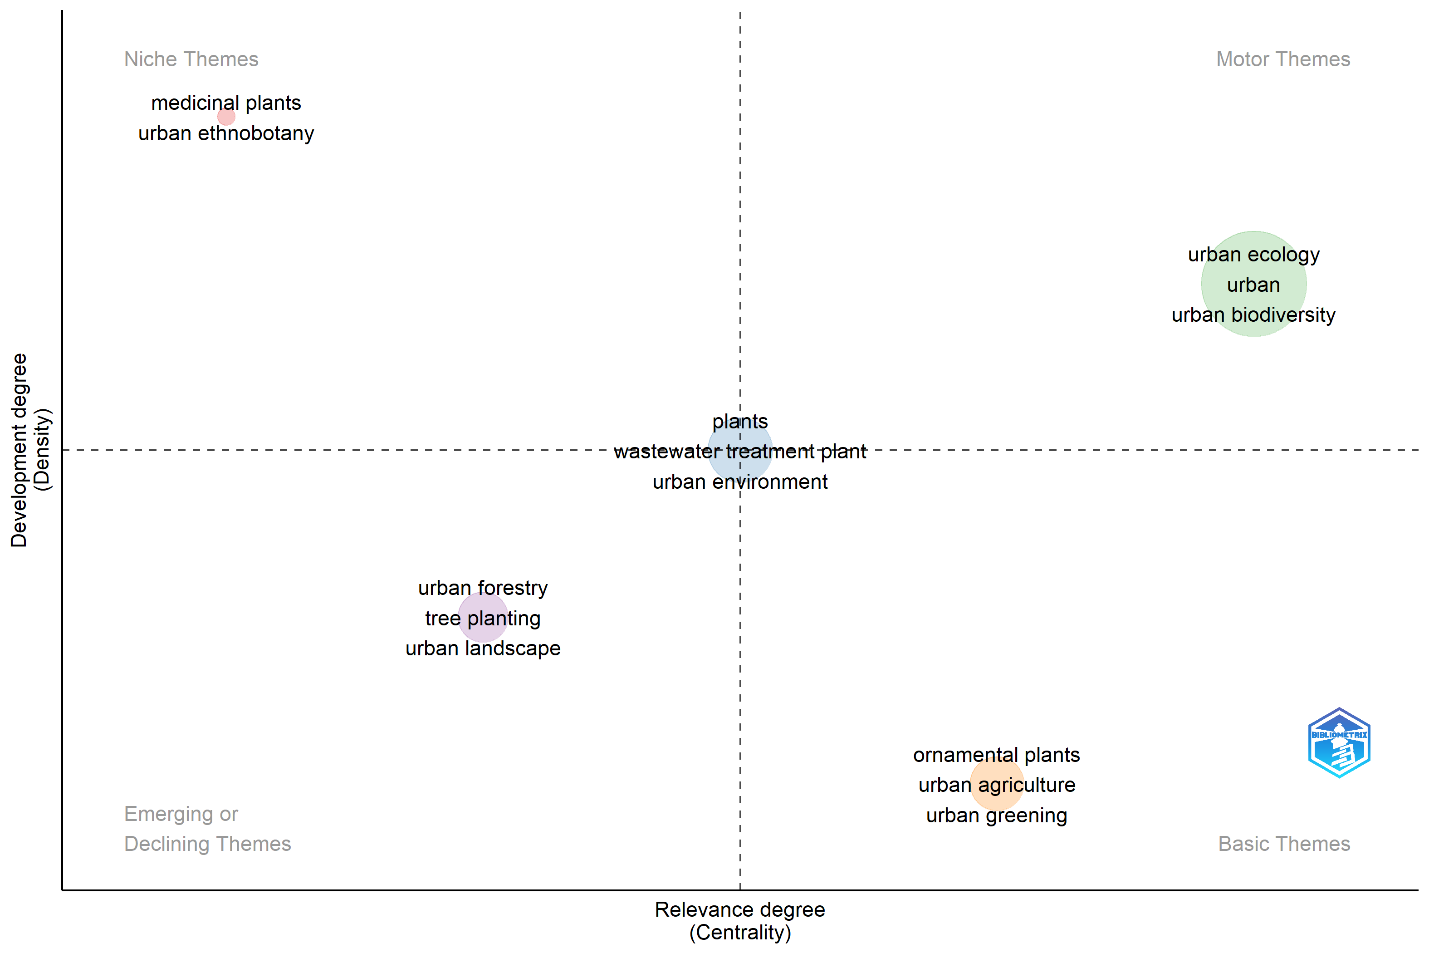 Niche Themes
Motor Themes
medicinal plants
urban ethnobotany
urban ecology
urban
urban biodiversity
plants
wastewater treatment plant
urban environment
Development degree
(Density)
urban forestry
tree planting
urban landscape
BIBLIOMETRIX
ornamental plants
urban agriculture
urban greening
Emerging or
Declining Themes
Basic Themes
Relevance degree
(Centrality)